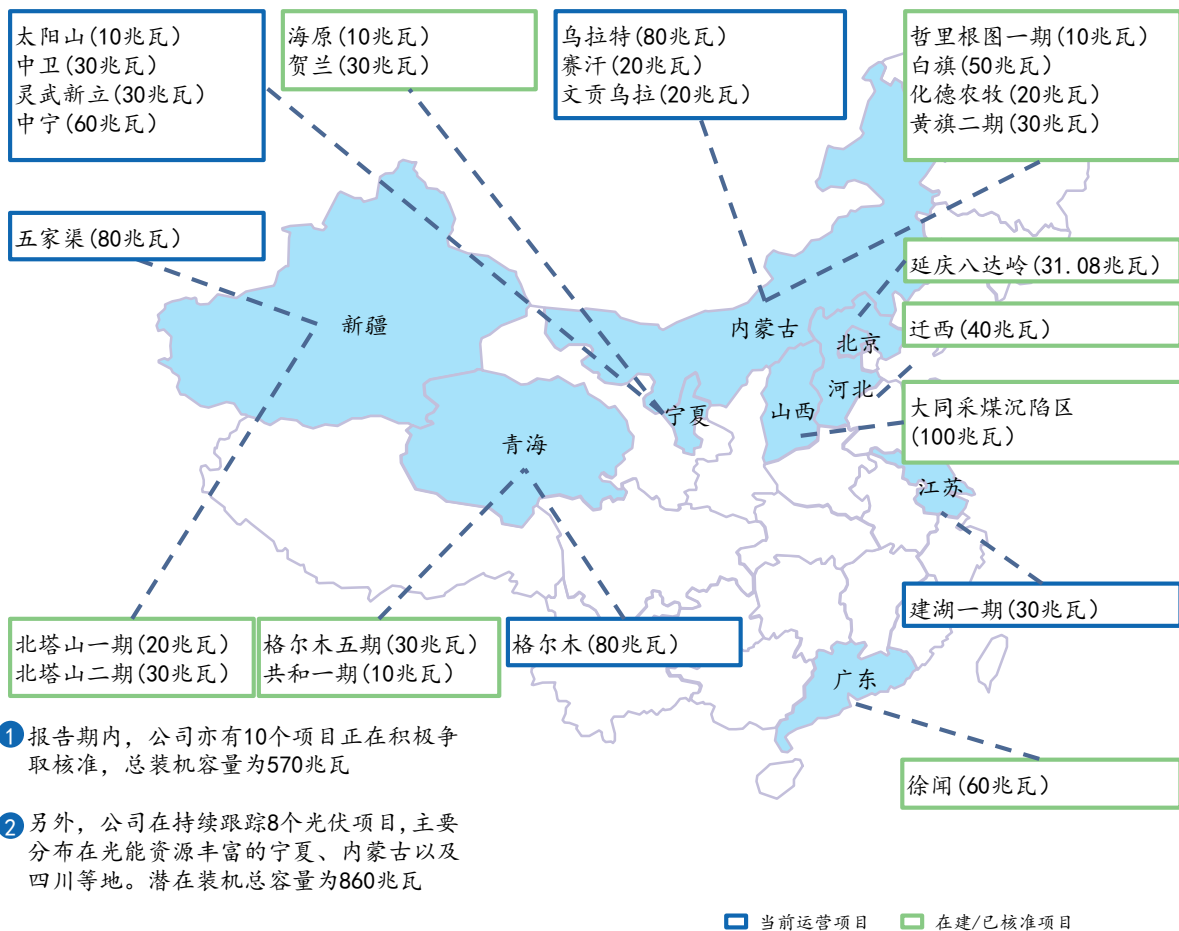 太阳山(10兆瓦)
中卫(30兆瓦)
灵武新立(30兆瓦)
中宁(60兆瓦)
海原(10兆瓦)
贺兰(30兆瓦)
乌拉特(80兆瓦)
赛汗(20兆瓦)
文贡乌拉(20兆瓦)
哲里根图一期(10兆瓦)
白旗(50兆瓦)
化德农牧(20兆瓦)
黄旗二期(30兆瓦)
五家渠(80兆瓦)
延庆八达岭(31.08兆瓦)
迁西(40兆瓦)
大同采煤沉陷区
(100兆瓦)
新疆
内蒙古
北京
河北
山西
宁夏
青海
江苏
广东
建湖一期(30兆瓦)
北塔山一期(20兆瓦)
北塔山二期(30兆瓦)
格尔木五期(30兆瓦)
共和一期(10兆瓦)
格尔木(80兆瓦)
徐闻(60兆瓦)
1 报告期内，公司亦有10个项目正在积极争
取核准，总装机容量为570兆瓦
2 另外，公司在持续跟踪8个光伏项目,主要
分布在光能资源丰富的宁夏、内蒙古以及
四川等地。潜在装机总容量为860兆瓦
当前运营项目
在建/已核准项目